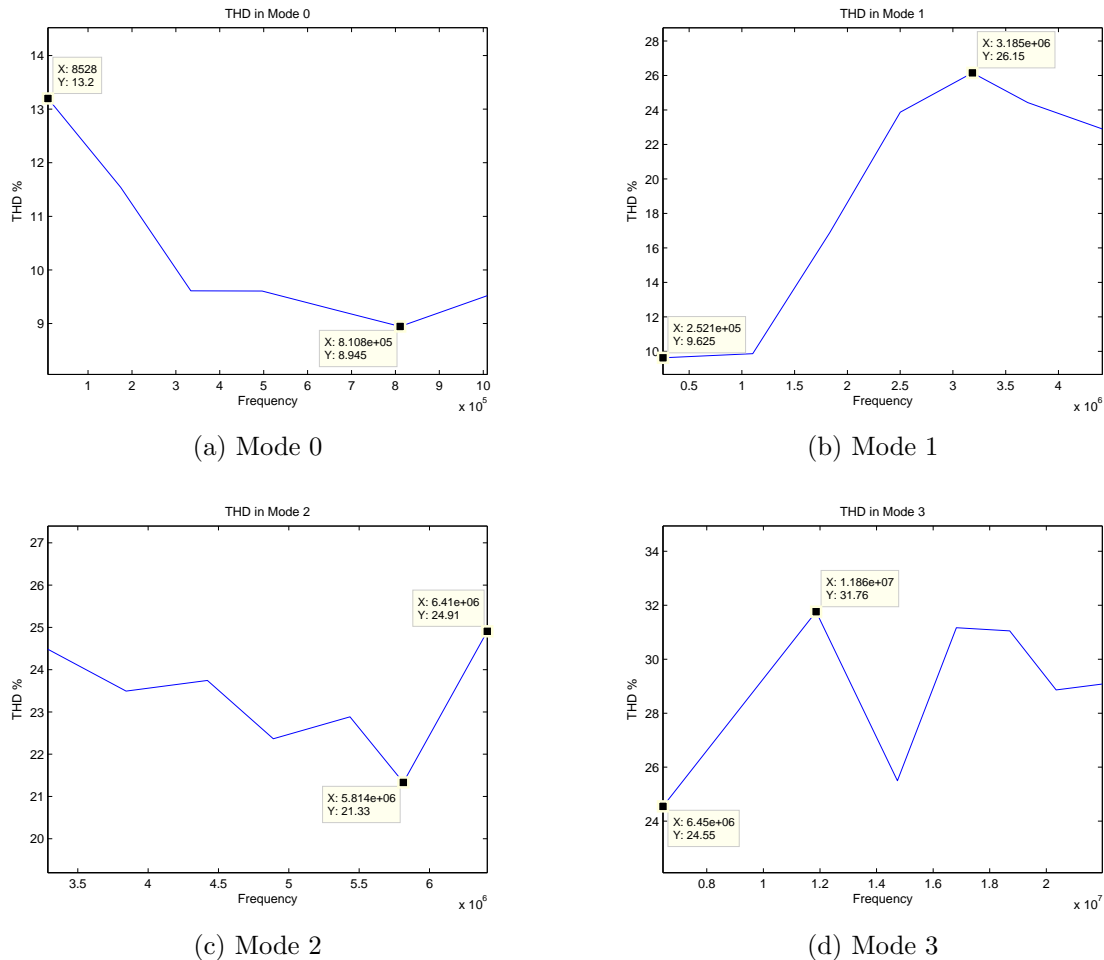 THD in Mode 0
THD %
14
13
12
11
10
9
X: 8528
Y: 13.2
X: 8.108e+05
Y: 8.945
1 2 3 4 5 6 7 8 9 10
x 10^5
Frequency
(a) Mode 0
THD in Mode 1
THD %
28
26
24
22
20
18
16
14
12
10
X: 3.185e+06
Y: 26.15
X: 2.521e+05
Y: 9.625
0.5 1 1.5 2 2.5 3 3.5 4
x 10^6
Frequency
(b) Mode 1
THD in Mode 2
THD %
27
26
25
24
23
22
21
20
X: 6.41e+06
Y: 24.91
X: 5.814e+06
Y: 21.33
3.5 4 4.5 5 5.5 6
x 10^6
Frequency
(c) Mode 2
THD in Mode 3
THD %
34
32
30
28
26
24
X: 1.186e+07
Y: 31.76
X: 6.45e+06
Y: 24.55
0.8 1 1.2 1.4 1.6 1.8 2
x 10^7
Frequency
(d) Mode 3